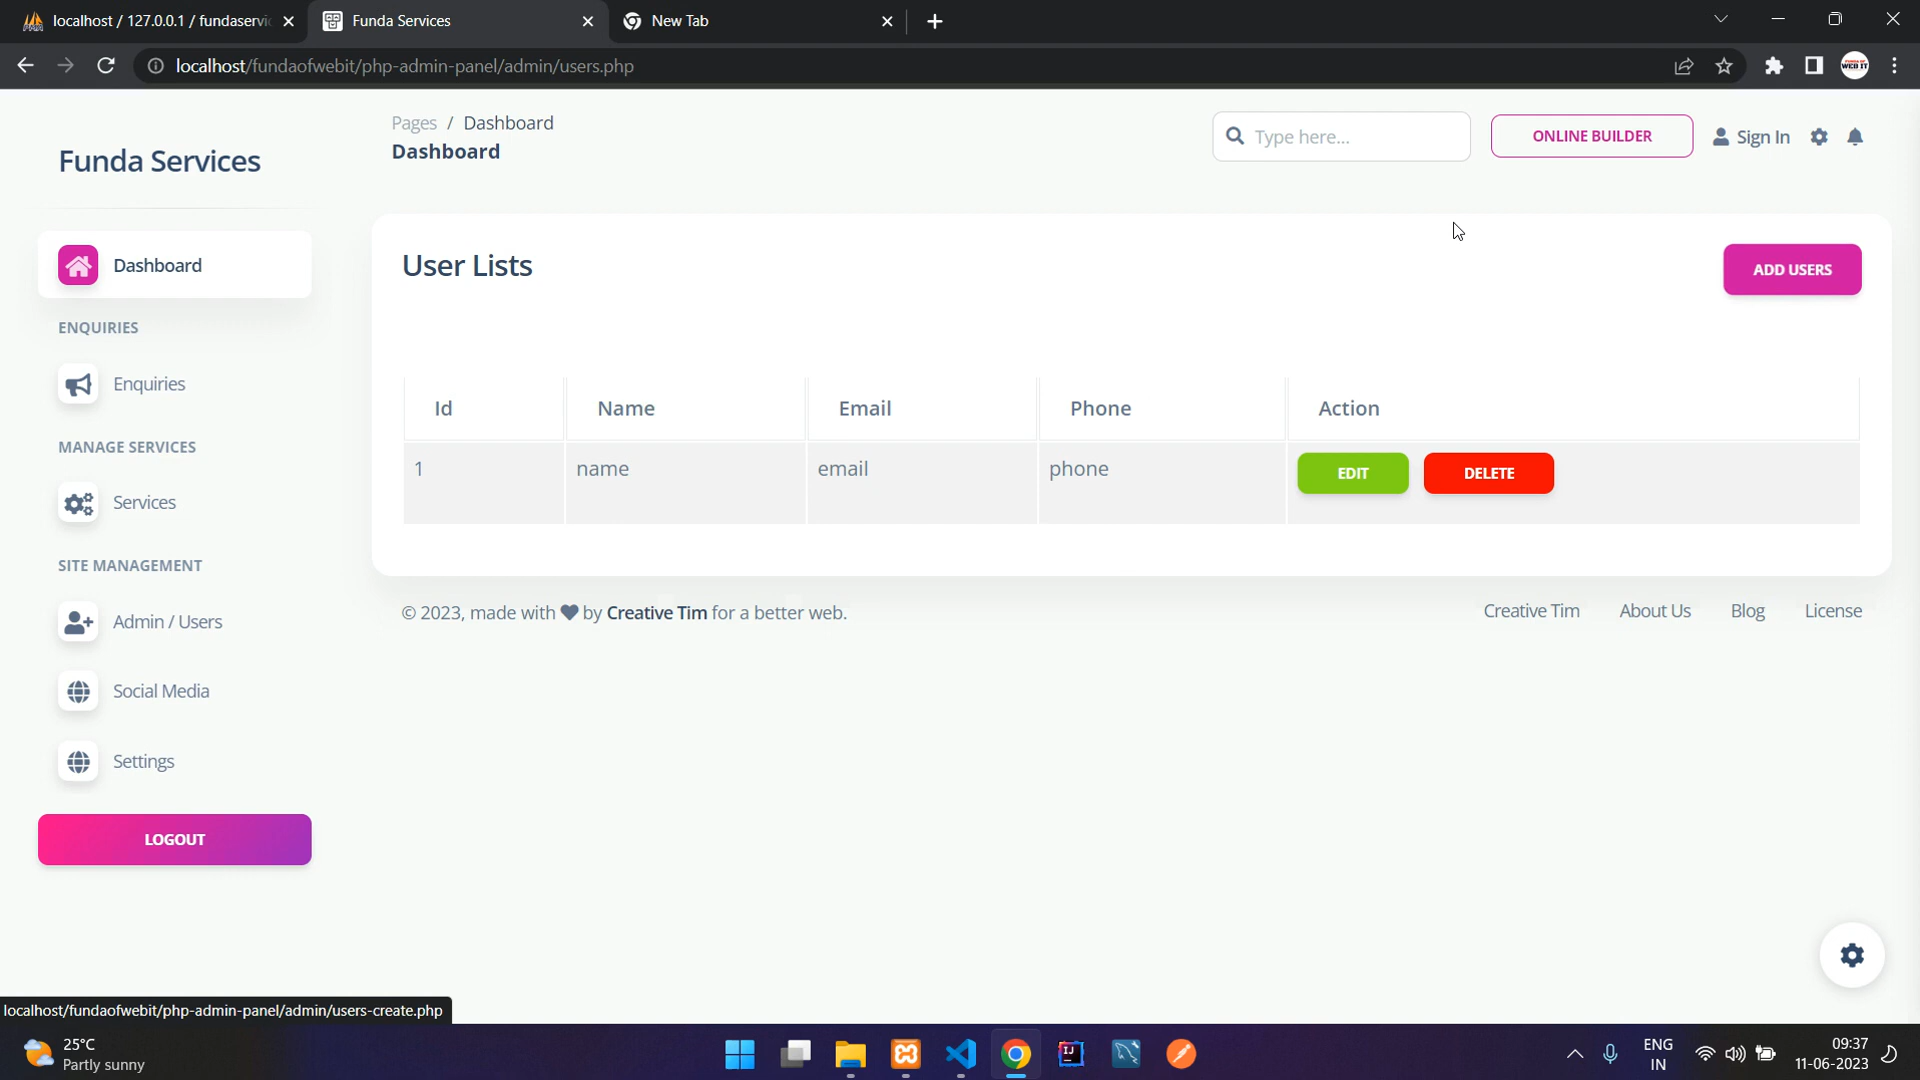 localhost / 127.0.0.1 / fundaservic
Funda Services
New Tab
localhost/fundaofwebit/php-admin-panel/admin/users.php
WEB IT
Pages / Dashboard
Dashboard
Type here...
ONLINE BUILDER
Sign In
Funda Services
Dashboard
ENQUIRIES
Enquiries
MANAGE SERVICES
Services
SITE MANAGEMENT
Admin / Users
Social Media
Settings
LOGOUT
User Lists
ADD USERS
Id Name Email Phone Action
1 name email phone EDIT DELETE
© 2023, made with by Creative Tim for a better web.
Creative Tim About Us Blog License
localhost/fundaofwebit/php-admin-panel/admin/users-create.php
25°C
Partly sunny
ENG
IN
09:37
11-06-2023